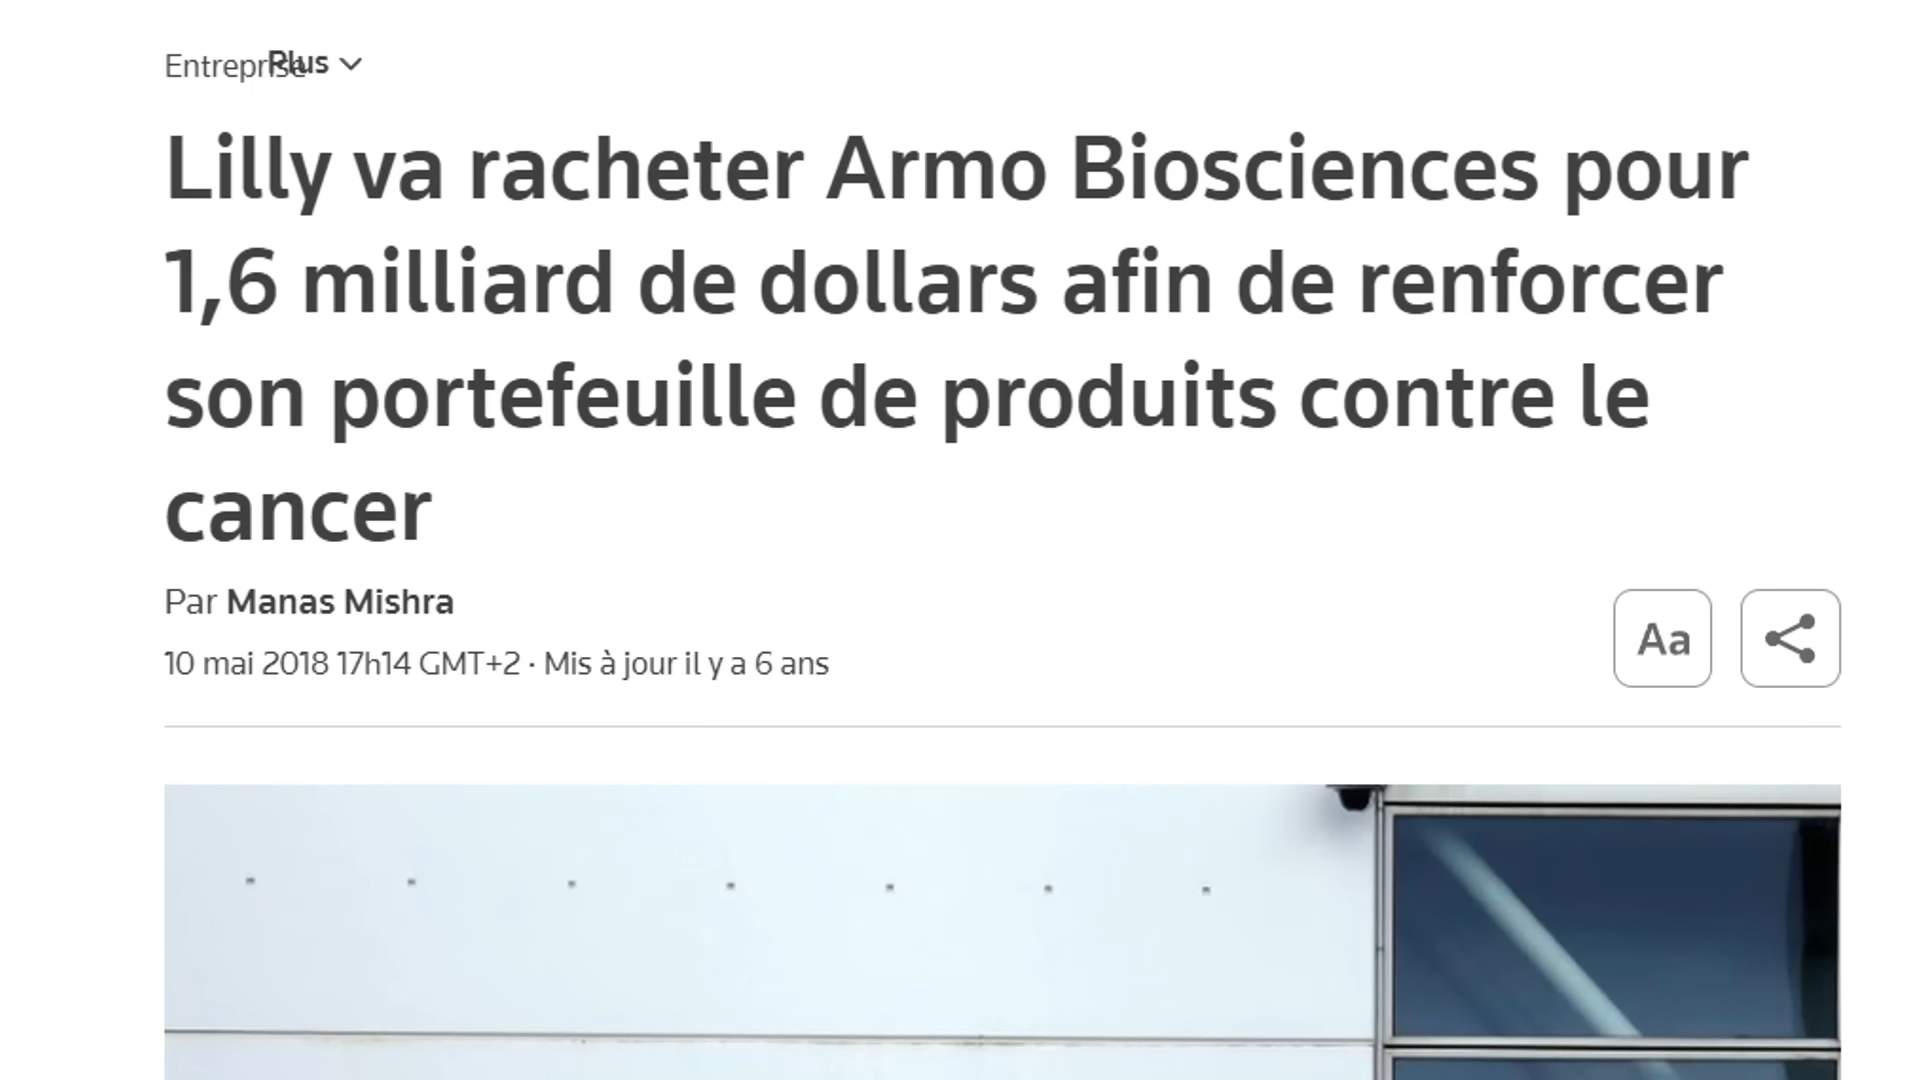 Entreprise Plus
Lilly va racheter Armo Biosciences pour
1,6 milliard de dollars afin de renforcer
son portefeuille de produits contre le
cancer
Par Manas Mishra
10 mai 2018 17h14 GMT+2 · Mis à jour il y a 6 ans
Aa